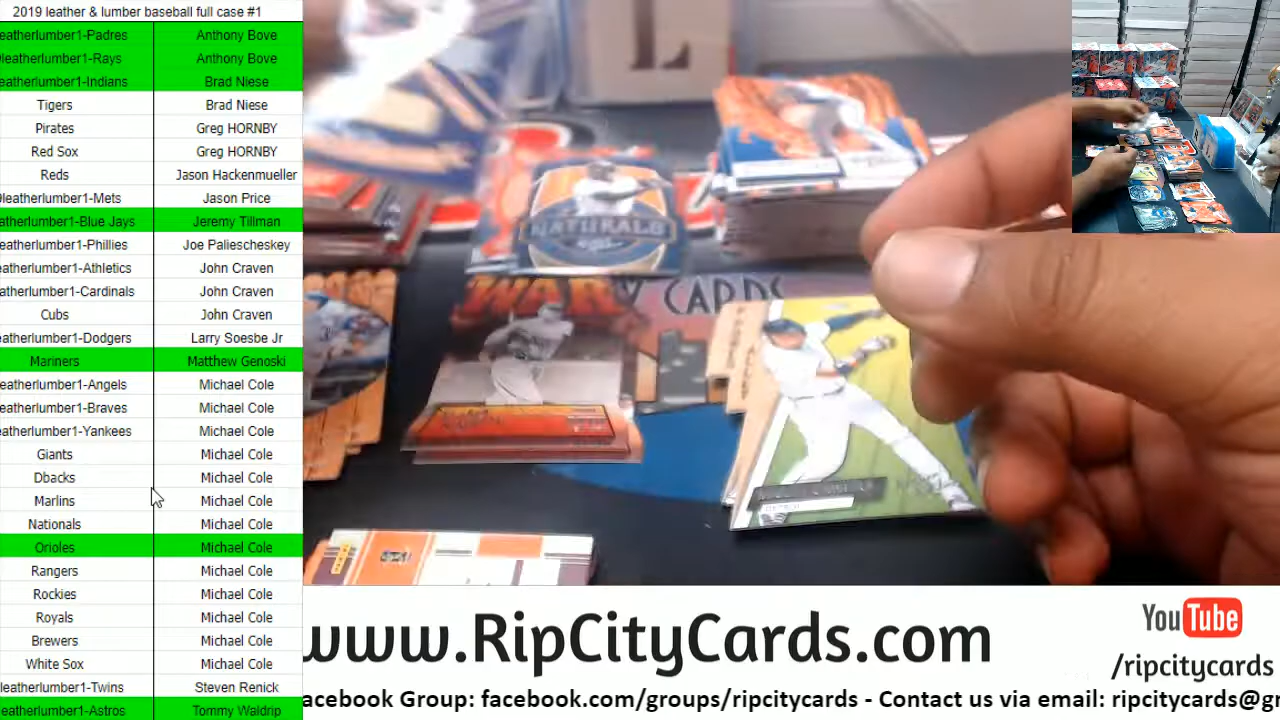 2019 leather & lumber baseball full case #1
eatherlumber1-Padres Anthony Bove
leatherlumber1-Rays Anthony Bove
eatherlumber1-Indians Brad Niese
Tigers Brad Niese
Pirates Greg HORNBY
Red Sox Greg HORNBY
Reds Jason Hackenmueller
9leatherlumber1-Mets Jason Price
eatherlumber1-Blue Jays Jeremy Tillman
eatherlumber1-Phillies Joe Paliescheskey
eatherlumber1-Athletics John Craven
eatherlumber1-Cardinals John Craven
Cubs John Craven
eatherlumber1-Dodgers Larry Soesbe Jr
Mariners Matthew Genoski
eatherlumber1-Angels Michael Cole
eatherlumber1-Braves Michael Cole
eatherlumber1-Yankees Michael Cole
Giants Michael Cole
Dbacks Michael Cole
Marlins Michael Cole
Nationals Michael Cole
Orioles Michael Cole
Rangers Michael Cole
Rockies Michael Cole
Royals Michael Cole
Brewers Michael Cole
White Sox Michael Cole
leatherlumber1-Twins Steven Renick
eatherlumber1-Astros Tommy Waldrip
NATURALS
CARDS
www.RipCityCards.com
YouTube
/ripcitycards
acebook Group: facebook.com/groups/ripcitycards - Contact us via email: ripcitycards@g